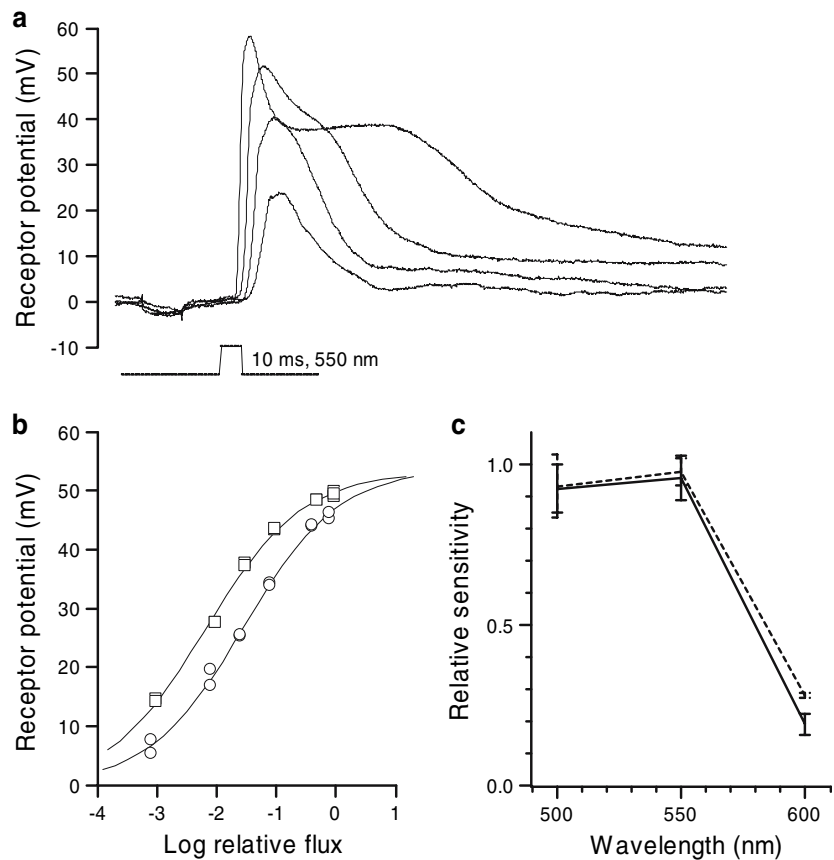 a
Receptor potential (mV)
60
50
40
30
20
10
0
-10
10 ms, 550 nm
b
Receptor potential (mV)
60
50
40
30
20
10
0
-4 -3 -2 -1 0 1
Log relative flux
c
Relative sensitivity
1.0
0.5
0.0
500 550 600
Wavelength (nm)